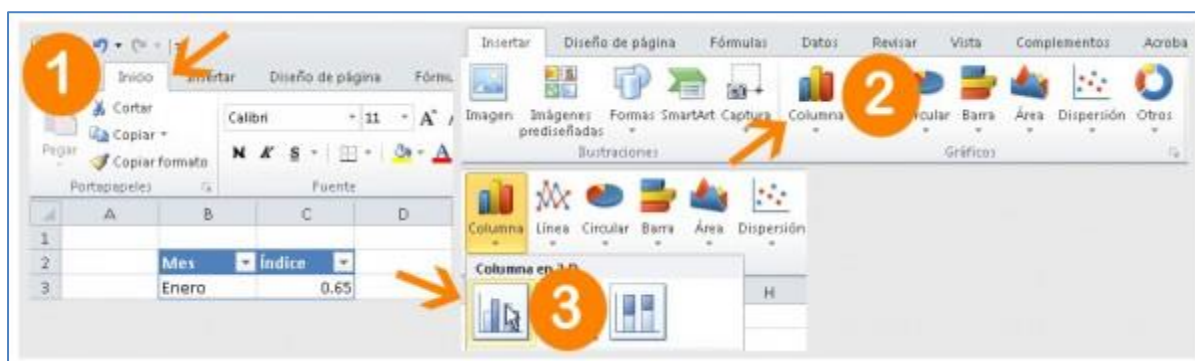 1
Inicio Insertar Diseño de página Fórmu
Cortar
Copiar
Copiar formato
Pegar
Calibri 11 A
N K S A
Portapapeles Fuente
A B C D
1
2 Mes Índice
3 Enero 0.65
Insertar Diseño de página Fórmulas Datos Revisar Vista Complementos Acroba
2
Imagen Imágenes prediseñadas Formas SmartArt Captura Columna cular Barra Área Dispersión Otros
Ilustraciones Gráficos
Columna Línea Circular Barra Área Dispersión
Columna en 2-D
3
H